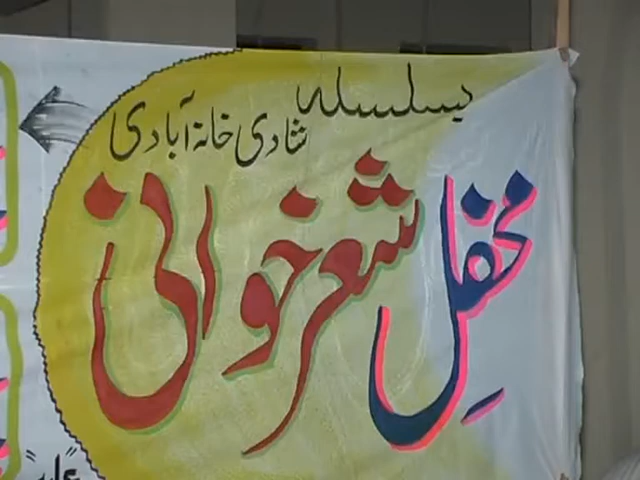 بسلسلہ
شادی خانہ آبادی
محفلِ شعر خوانی